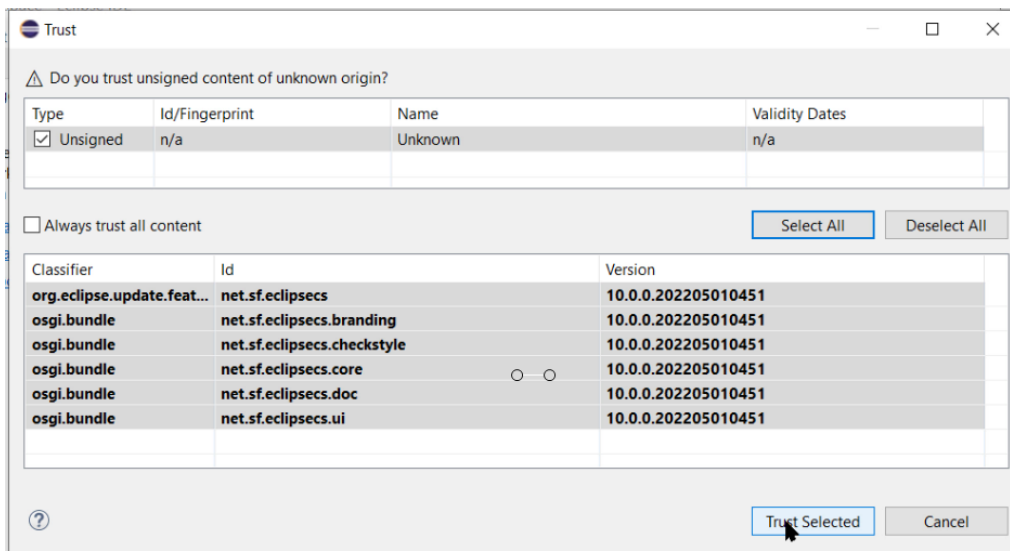 Trust
Do you trust unsigned content of unknown origin?
Type Id/Fingerprint Name Validity Dates
Unsigned n/a Unknown n/a
Always trust all content Select All Deselect All
Classifier Id Version
org.eclipse.update.feat... net.sf.eclipsecs 10.0.0.202205010451
osgi.bundle net.sf.eclipsecs.branding 10.0.0.202205010451
osgi.bundle net.sf.eclipsecs.checkstyle 10.0.0.202205010451
osgi.bundle net.sf.eclipsecs.core 10.0.0.202205010451
osgi.bundle net.sf.eclipsecs.doc 10.0.0.202205010451
osgi.bundle net.sf.eclipsecs.ui 10.0.0.202205010451
? Trust Selected Cancel